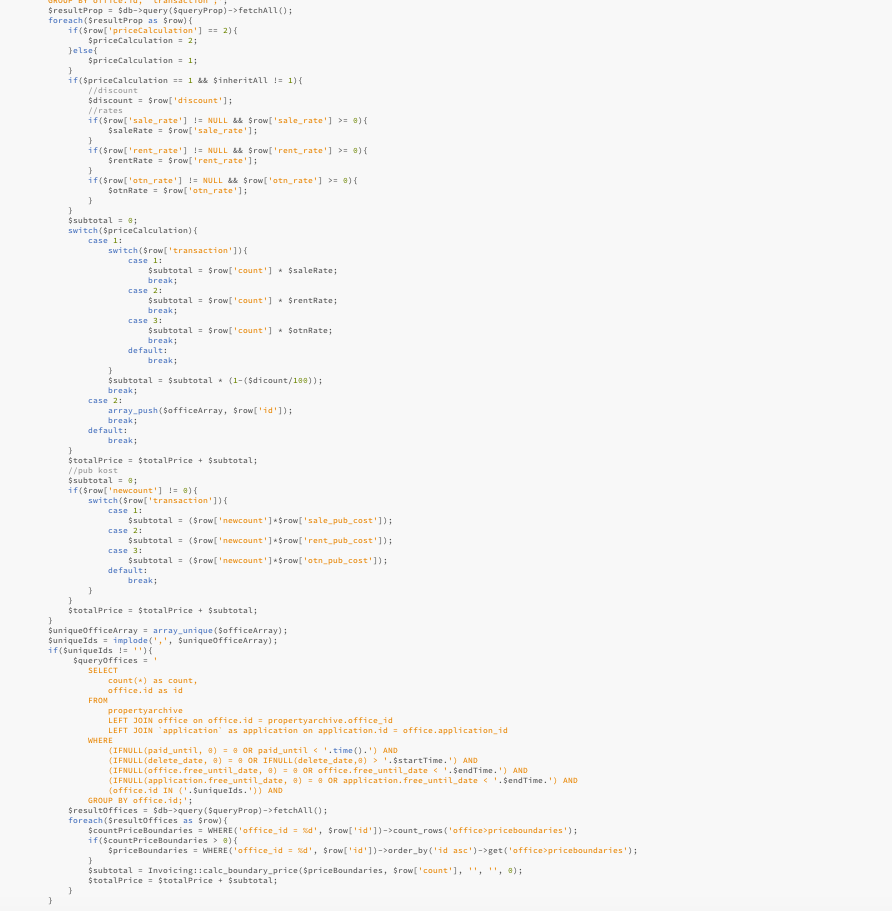 GROUP BY office.id, `transaction`;';
$resultProp = $db->query($queryProp)->fetchAll();
foreach($resultProp as $row){
if($row['priceCalculation'] == 2){
$priceCalculation = 2;
}else{
$priceCalculation = 1;
}
if($priceCalculation == 1 && $inheritAll != 1){
//discount
$discount = $row['discount'];
//rates
if($row['sale_rate'] != NULL && $row['sale_rate'] >= 0){
$saleRate = $row['sale_rate'];
}
if($row['rent_rate'] != NULL && $row['rent_rate'] >= 0){
$rentRate = $row['rent_rate'];
}
if($row['otn_rate'] != NULL && $row['otn_rate'] >= 0){
$otnRate = $row['otn_rate'];
}
}
$subtotal = 0;
switch($priceCalculation){
case 1:
switch($row['transaction']){
case 1:
$subtotal = $row['count'] * $saleRate;
break;
case 2:
$subtotal = $row['count'] * $rentRate;
break;
case 3:
$subtotal = $row['count'] * $otnRate;
break;
default:
break;
}
$subtotal = $subtotal * (1-($dicount/100));
break;
case 2:
array_push($officeArray, $row['id']);
break;
default:
break;
}
$totalPrice = $totalPrice + $subtotal;
//pub kost
$subtotal = 0;
if($row['newcount'] != 0){
switch($row['transaction']){
case 1:
$subtotal = ($row['newcount']*$row['sale_pub_cost']);
case 2:
$subtotal = ($row['newcount']*$row['rent_pub_cost']);
case 3:
$subtotal = ($row['newcount']*$row['otn_pub_cost']);
default:
break;
}
}
$totalPrice = $totalPrice + $subtotal;
}
$uniqueOfficeArray = array_unique($officeArray);
$uniqueIds = implode(',', $uniqueOfficeArray);
if($uniqueIds != ''){
$queryOffices = '
SELECT
count(*) as count,
office.id as id
FROM
propertyarchive
LEFT JOIN office on office.id = propertyarchive.office_id
LEFT JOIN `application` as application on application.id = office.application_id
WHERE
(IFNULL(paid_until, 0) = 0 OR paid_until < '.time().') AND
(IFNULL(delete_date, 0) = 0 OR IFNULL(delete_date,0) > '.$startTime.') AND
(IFNULL(office.free_until_date, 0) = 0 OR office.free_until_date < '.$endTime.') AND
(IFNULL(application.free_until_date, 0) = 0 OR application.free_until_date < '.$endTime.') AND
(office.id IN ('.$uniqueIds.')) AND
GROUP BY office.id;';
$resultOffices = $db->query($queryProp)->fetchAll();
foreach($resultOffices as $row){
$countPriceBoundaries = WHERE('office_id = %d', $row['id'])->count_rows('office>priceboundaries');
if($countPriceBoundaries > 0){
$priceBoundaries = WHERE('office_id = %d', $row['id'])->order_by('id asc')->get('office>priceboundaries');
}
$subtotal = Invoicing::calc_boundary_price($priceBoundaries, $row['count'], '', '', 0);
$totalPrice = $totalPrice + $subtotal;
}
}